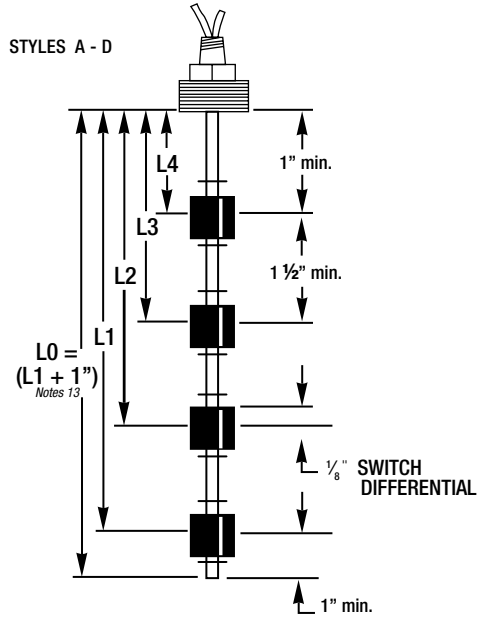 STYLES A - D
L4
1” min.
L3
L2
1 ½” min.
L1
L0 =
(L1 + 1”)
Notes 13
⅛" SWITCH
DIFFERENTIAL
1” min.